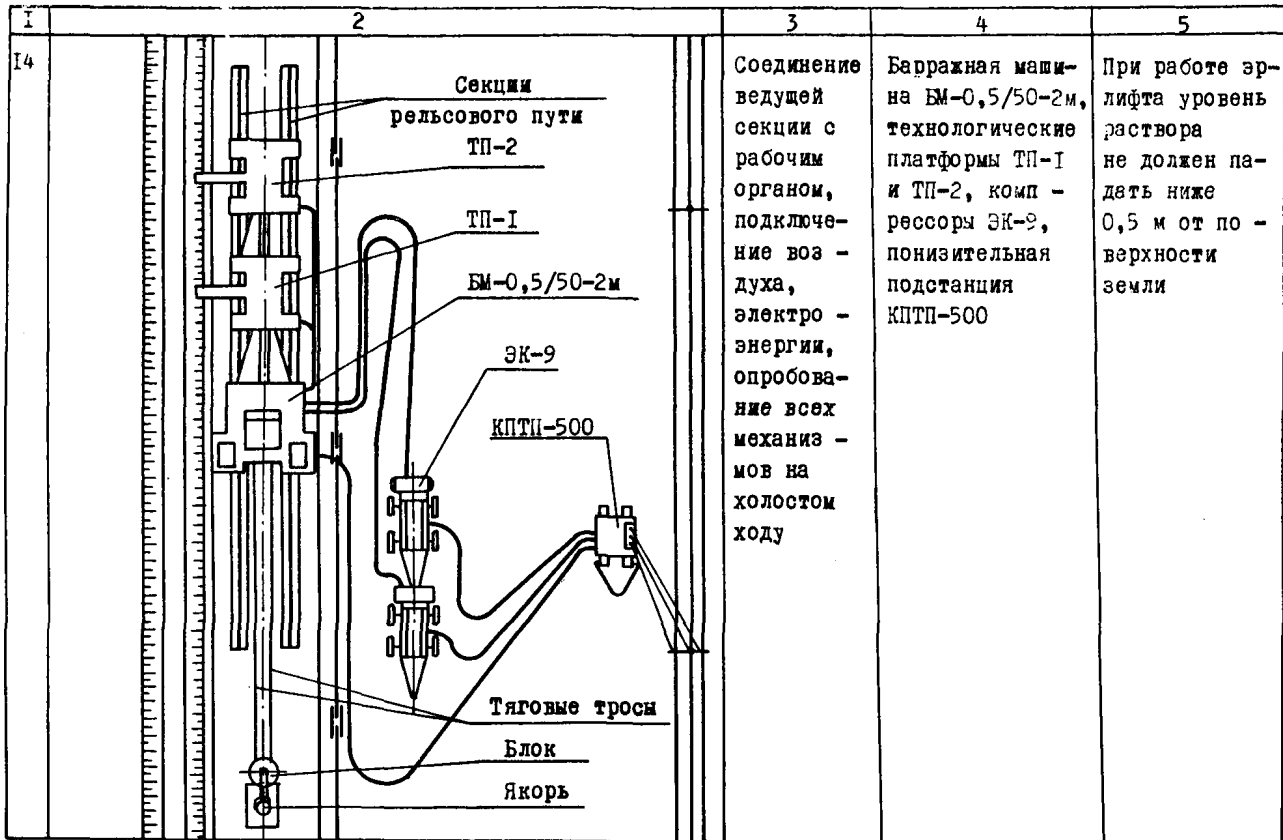 I 2 3 4 5
I4
Секции
рельсового пути
ТП-2
ТП-I
БМ-0,5/50-2м
ЭК-9
КПТП-500
Тяговые тросы
Блок
Якорь
Соединение
ведущей
секции с
рабочим
органом,
подключе-
ние воз -
духа,
электро -
энергии,
опробова-
ние всех
механиз -
мов на
холостом
ходу
Барражная маши-
на БМ-0,5/50-2м,
технологические
платформы ТП-I
и ТП-2, комп -
рессоры ЭК-9,
понизительная
подстанция
КПТП-500
При работе эр-
лифта уровень
раствора
не должен па-
дать ниже
0,5 м от по -
верхности
земли